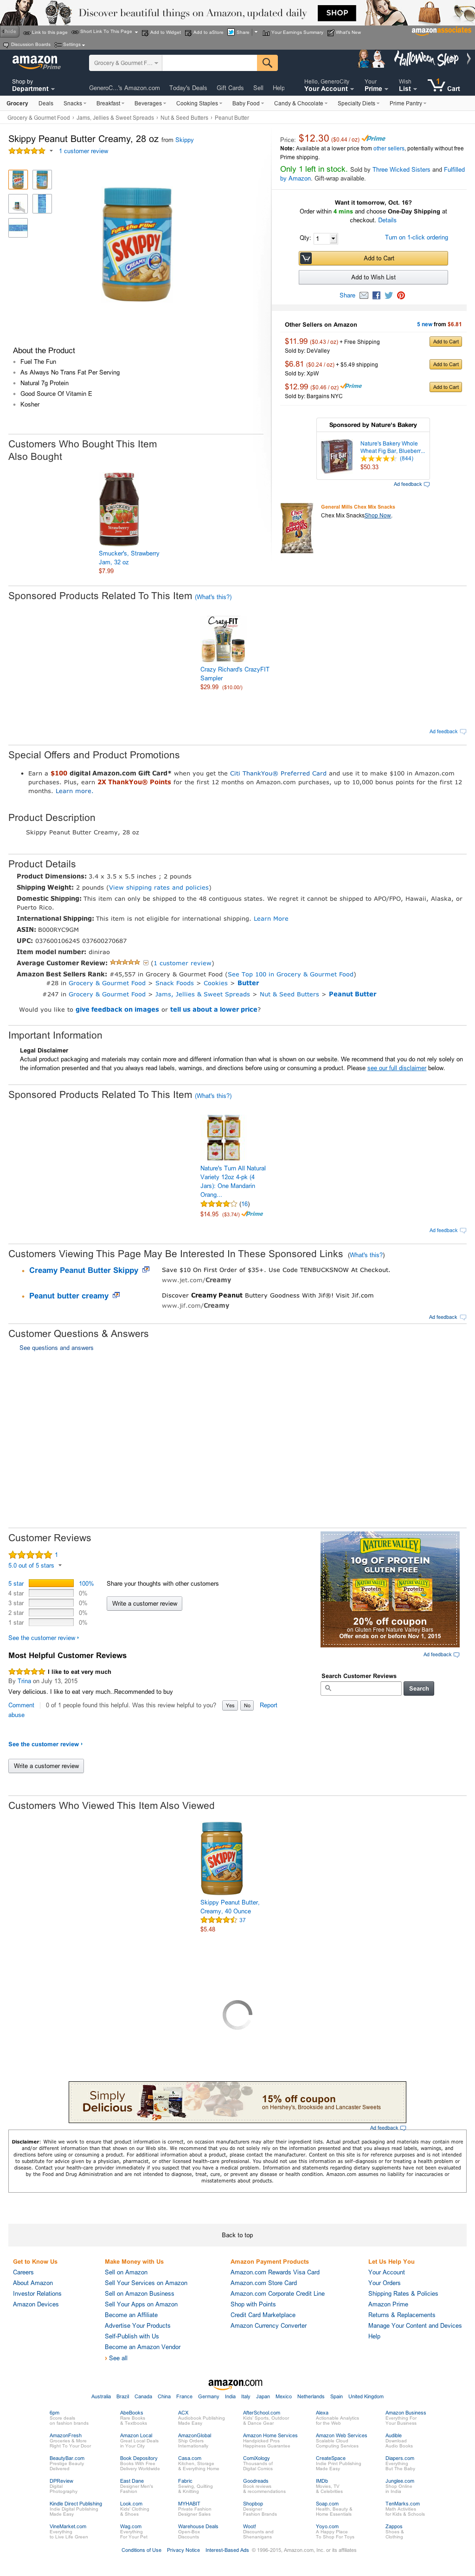 Discover beautiful things on Amazon, updated daily SHOP
Link to this page Short Link To This Page Add to Widget Add to aStore Share Your Earnings Summary What's New amazon associates
Discussion Boards Settings
amazon Prime Grocery & Gourmet F... Halloween Shop
Shop by Department GeneroC...'s Amazon.com Today's Deals Gift Cards Sell Help Hello, GenerosCity Your Account Your Prime Wish List 1 Cart
Grocery Deals Snacks Breakfast Beverages Cooking Staples Baby Food Candy & Chocolate Specialty Diets Prime Pantry
Grocery & Gourmet Food › Jams, Jellies & Sweet Spreads › Nut & Seed Butters › Peanut Butter
Skippy Peanut Butter Creamy, 28 oz from Skippy
1 customer review
SKIPPY
CREAMY
About the Product
Fuel The Fun
As Always No Trans Fat Per Serving
Natural 7g Protein
Good Source Of Vitamin E
Kosher
Price: $12.30 ($0.44 / oz) Prime
Note: Available at a lower price from other sellers, potentially without free Prime shipping.
Only 1 left in stock. Sold by Three Wicked Sisters and Fulfilled by Amazon. Gift-wrap available.
Want it tomorrow, Oct. 16?
Order within 4 mins and choose One-Day Shipping at checkout. Details
Qty: 1 Turn on 1-click ordering
Add to Cart
Add to Wish List
Share
Other Sellers on Amazon 5 new from $6.81
$11.99 ($0.43 / oz) + Free Shipping Add to Cart
Sold by: DeValley
$6.81 ($0.24 / oz) + $5.49 shipping Add to Cart
Sold by: XpW
$12.99 ($0.46 / oz) Prime Add to Cart
Sold by: Bargains NYC
Sponsored by Nature's Bakery
Nature's Bakery Whole
Wheat Fig Bar, Blueberr...
(844)
$50.33
Ad feedback
General Mills Chex Mix Snacks
Chex Mix SnacksShop Now.
Customers Who Bought This Item
Also Bought
Smucker's, Strawberry
Jam, 32 oz
$7.99
Sponsored Products Related To This Item (What's this?)
Crazy FIT
Crazy Richard's CrazyFIT
Sampler
$29.99 ($10.00/)
Ad feedback
Special Offers and Product Promotions
Earn a $100 digital Amazon.com Gift Card* when you get the Citi ThankYou® Preferred Card and use it to make $100 in Amazon.com
purchases. Plus, earn 2X ThankYou® Points for the first 12 months on Amazon.com purchases, up to 10,000 bonus points for the first 12
months. Learn more.
Product Description
Skippy Peanut Butter Creamy, 28 oz
Product Details
Product Dimensions: 3.4 x 3.5 x 5.5 inches ; 2 pounds
Shipping Weight: 2 pounds (View shipping rates and policies)
Domestic Shipping: This item can only be shipped to the 48 contiguous states. We regret it cannot be shipped to APO/FPO, Hawaii, Alaska, or
Puerto Rico.
International Shipping: This item is not eligible for international shipping. Learn More
ASIN: B000RYC9GM
UPC: 037600106245 037600270687
Item model number: dinirao
Average Customer Review: (1 customer review)
Amazon Best Sellers Rank: #45,557 in Grocery & Gourmet Food (See Top 100 in Grocery & Gourmet Food)
#28 in Grocery & Gourmet Food > Snack Foods > Cookies > Butter
#247 in Grocery & Gourmet Food > Jams, Jellies & Sweet Spreads > Nut & Seed Butters > Peanut Butter
Would you like to give feedback on images or tell us about a lower price?
Important Information
Legal Disclaimer
Actual product packaging and materials may contain more and different information than what is shown on our website. We recommend that you do not rely solely on
the information presented and that you always read labels, warnings, and directions before using or consuming a product. Please see our full disclaimer below.
Sponsored Products Related To This Item (What's this?)
Nature's Turn All Natural
Variety 12oz 4-pk (4
Jars): One Mandarin
Orang...
(16)
$14.95 ($3.74/) Prime
Ad feedback
Customers Viewing This Page May Be Interested In These Sponsored Links (What's this?)
Creamy Peanut Butter Skippy Save $10 On First Order of $35+. Use Code TENBUCKSNOW At Checkout.
www.jet.com/Creamy
Peanut butter creamy Discover Creamy Peanut Buttery Goodness With Jif®! Visit Jif.com
www.jif.com/Creamy
Ad feedback
Customer Questions & Answers
See questions and answers
Customer Reviews
1
5.0 out of 5 stars
5 star 100%
4 star 0%
3 star 0%
2 star 0%
1 star 0%
Share your thoughts with other customers
Write a customer review
See the customer review
NATURE VALLEY
10g OF PROTEIN
GLUTEN FREE
Protein Protein
20% off coupon
on Gluten Free Nature Valley Bars
Offer ends on or before Nov 1, 2015
Ad feedback
Most Helpful Customer Reviews
I like to eat very much
By Trina on July 13, 2015
Very delicious. I like to eat very much..Recommended to buy
Comment | 0 of 1 people found this helpful. Was this review helpful to you? Yes No Report
abuse
Search Customer Reviews
Search
See the customer review
Write a customer review
Customers Who Viewed This Item Also Viewed
Skippy Peanut Butter,
Creamy, 40 Ounce
37
$5.48
Simply
Delicious
15% off coupon
on Hershey's, Brookside and Lancaster Sweets
Ad feedback
Disclaimer: While we work to ensure that product information is correct, on occasion manufacturers may alter their ingredient lists. Actual product packaging and materials may contain more
and/or different information than that shown on our Web site. We recommend that you do not solely rely on the information presented and that you always read labels, warnings, and
directions before using or consuming a product. For additional information about a product, please contact the manufacturer. Content on this site is for reference purposes and is not intended
to substitute for advice given by a physician, pharmacist, or other licensed health-care professional. You should not use this information as self-diagnosis or for treating a health problem or
disease. Contact your health-care provider immediately if you suspect that you have a medical problem. Information and statements regarding dietary supplements have not been evaluated
by the Food and Drug Administration and are not intended to diagnose, treat, cure, or prevent any disease or health condition. Amazon.com assumes no liability for inaccuracies or
misstatements about products.
Back to top
Get to Know Us
Careers
About Amazon
Investor Relations
Amazon Devices
Make Money with Us
Sell on Amazon
Sell Your Services on Amazon
Sell on Amazon Business
Sell Your Apps on Amazon
Become an Affiliate
Advertise Your Products
Self-Publish with Us
Become an Amazon Vendor
› See all
Amazon Payment Products
Amazon.com Rewards Visa Card
Amazon.com Store Card
Amazon.com Corporate Credit Line
Shop with Points
Credit Card Marketplace
Amazon Currency Converter
Let Us Help You
Your Account
Your Orders
Shipping Rates & Policies
Amazon Prime
Returns & Replacements
Manage Your Content and Devices
Help
amazon.com
Australia Brazil Canada China France Germany India Italy Japan Mexico Netherlands Spain United Kingdom
6pm AbeBooks ACX AfterSchool.com Alexa Amazon Business
AmazonFresh Amazon Local AmazonGlobal Amazon Home Services Amazon Web Services Audible
BeautyBar.com Book Depository Casa.com ComiXology CreateSpace Diapers.com
DPReview East Dane Fabric Goodreads IMDb Junglee.com
Kindle Direct Publishing Look.com MYHABIT Shopbop Soap.com TenMarks.com
VineMarket.com Wag.com Warehouse Deals Woot! Yoyo.com Zappos
Conditions of Use Privacy Notice Interest-Based Ads © 1996-2015, Amazon.com, Inc. or its affiliates